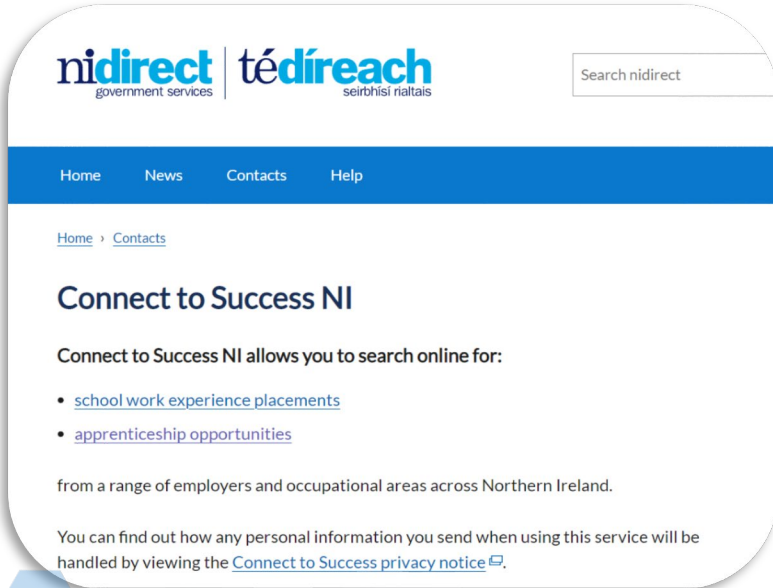 nidirect | tédíreach
government services seirbhísí rialtais
Search nidirect
Home News Contacts Help
Home › Contacts
Connect to Success NI
Connect to Success NI allows you to search online for:
• school work experience placements
• apprenticeship opportunities
from a range of employers and occupational areas across Northern Ireland.
You can find out how any personal information you send when using this service will be
handled by viewing the Connect to Success privacy notice.